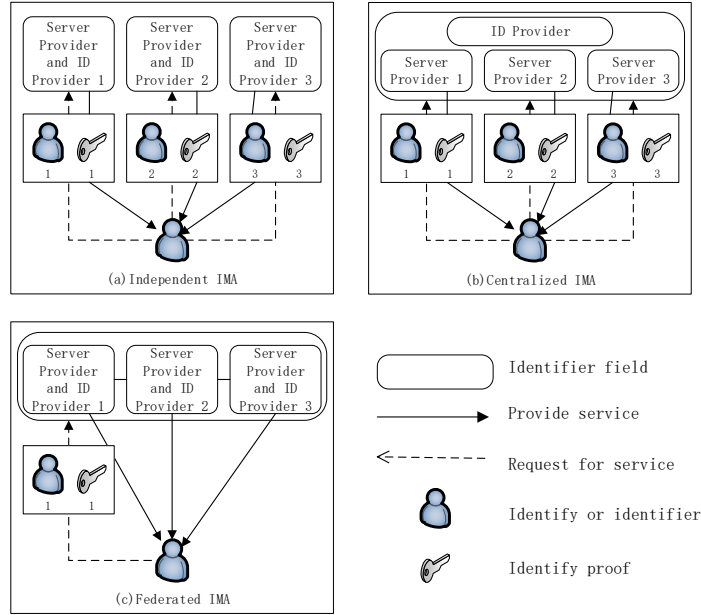 Server
Provider
and ID
Provider 1
Server
Provider
and ID
Provider 2
Server
Provider
and ID
Provider 3
1
1
2
2
3
3
(a)Independent IMA
ID Provider
Server
Provider 1
Server
Provider 2
Server
Provider 3
1
1
2
2
3
3
(b)Centralized IMA
Server
Provider
and ID
Provider 1
Server
Provider
and ID
Provider 2
Server
Provider
and ID
Provider 3
1
1
(c)Federated IMA
Identifier field
Provide service
Request for service
Identify or identifier
Identify proof